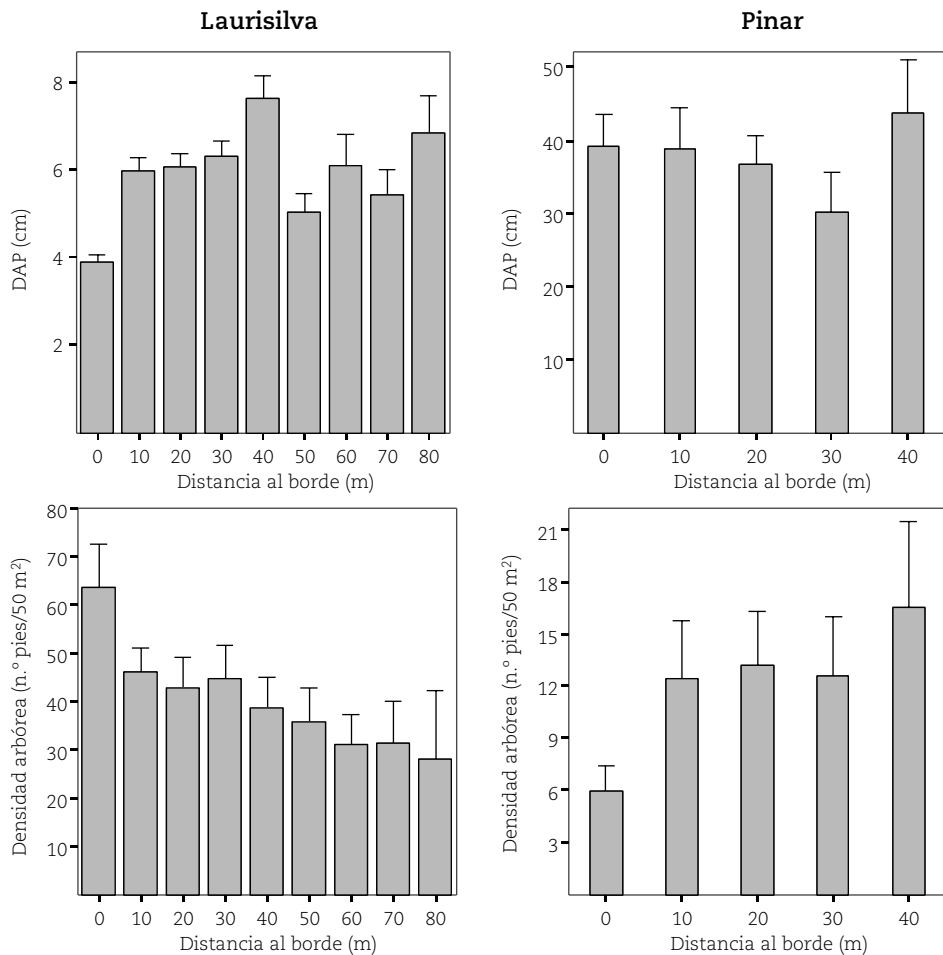 Laurisilva
DAP (cm)
8
6
4
2
0 10 20 30 40 50 60 70 80
Distancia al borde (m)
Pinar
DAP (cm)
50
40
30
20
10
0 10 20 30 40
Distancia al borde (m)
Densidad arbórea (n.º pies/50 m²)
80
70
60
50
40
30
20
10
0 10 20 30 40 50 60 70 80
Distancia al borde (m)
Densidad arbórea (n.º pies/50 m²)
21
18
15
12
9
6
3
0 10 20 30 40
Distancia al borde (m)